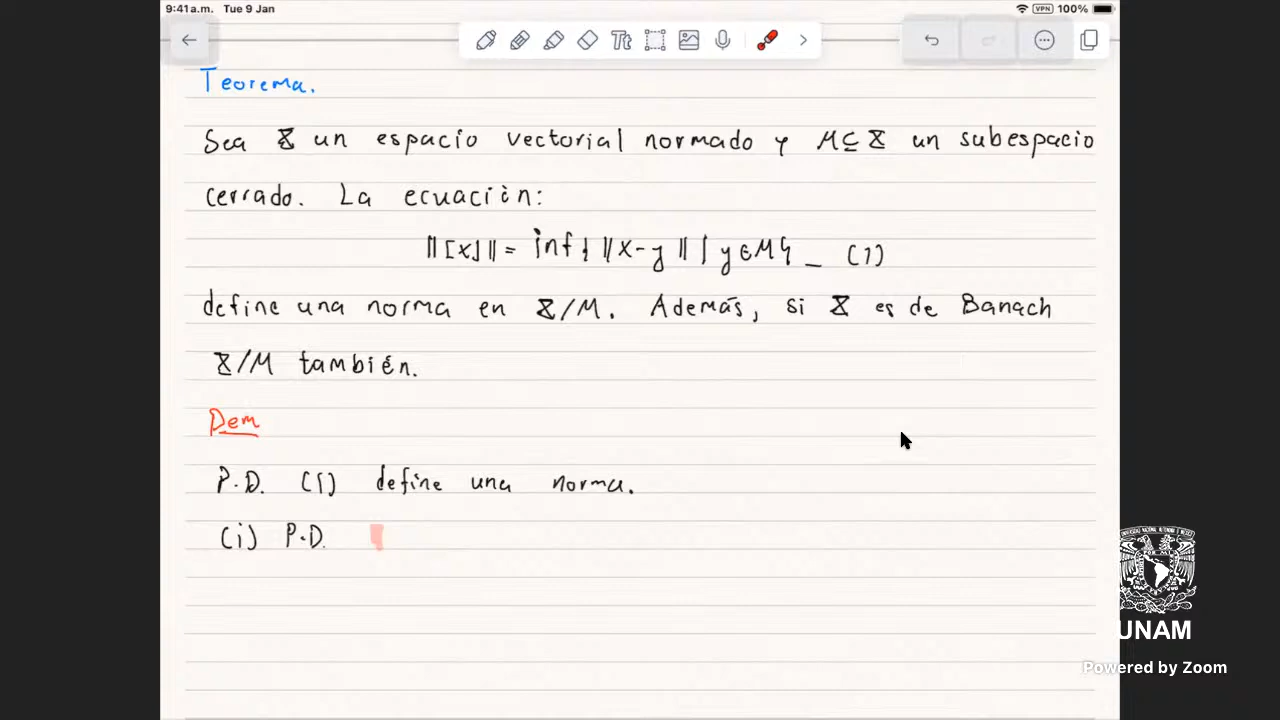 9:41 a.m. Tue 9 Jan
VPN 100%
Tt
Teorema.
Sea X un espacio vectorial normado y M⊆X un subespacio
cerrado. La ecuación:
‖[x]‖ = inf{ ‖x-y‖ | y∈M} _ (1)
define una norma en X/M. Además, si X es de Banach
X/M también.
Dem
P.D. (1) define una norma.
(i) P.D.
UNAM
Powered by Zoom